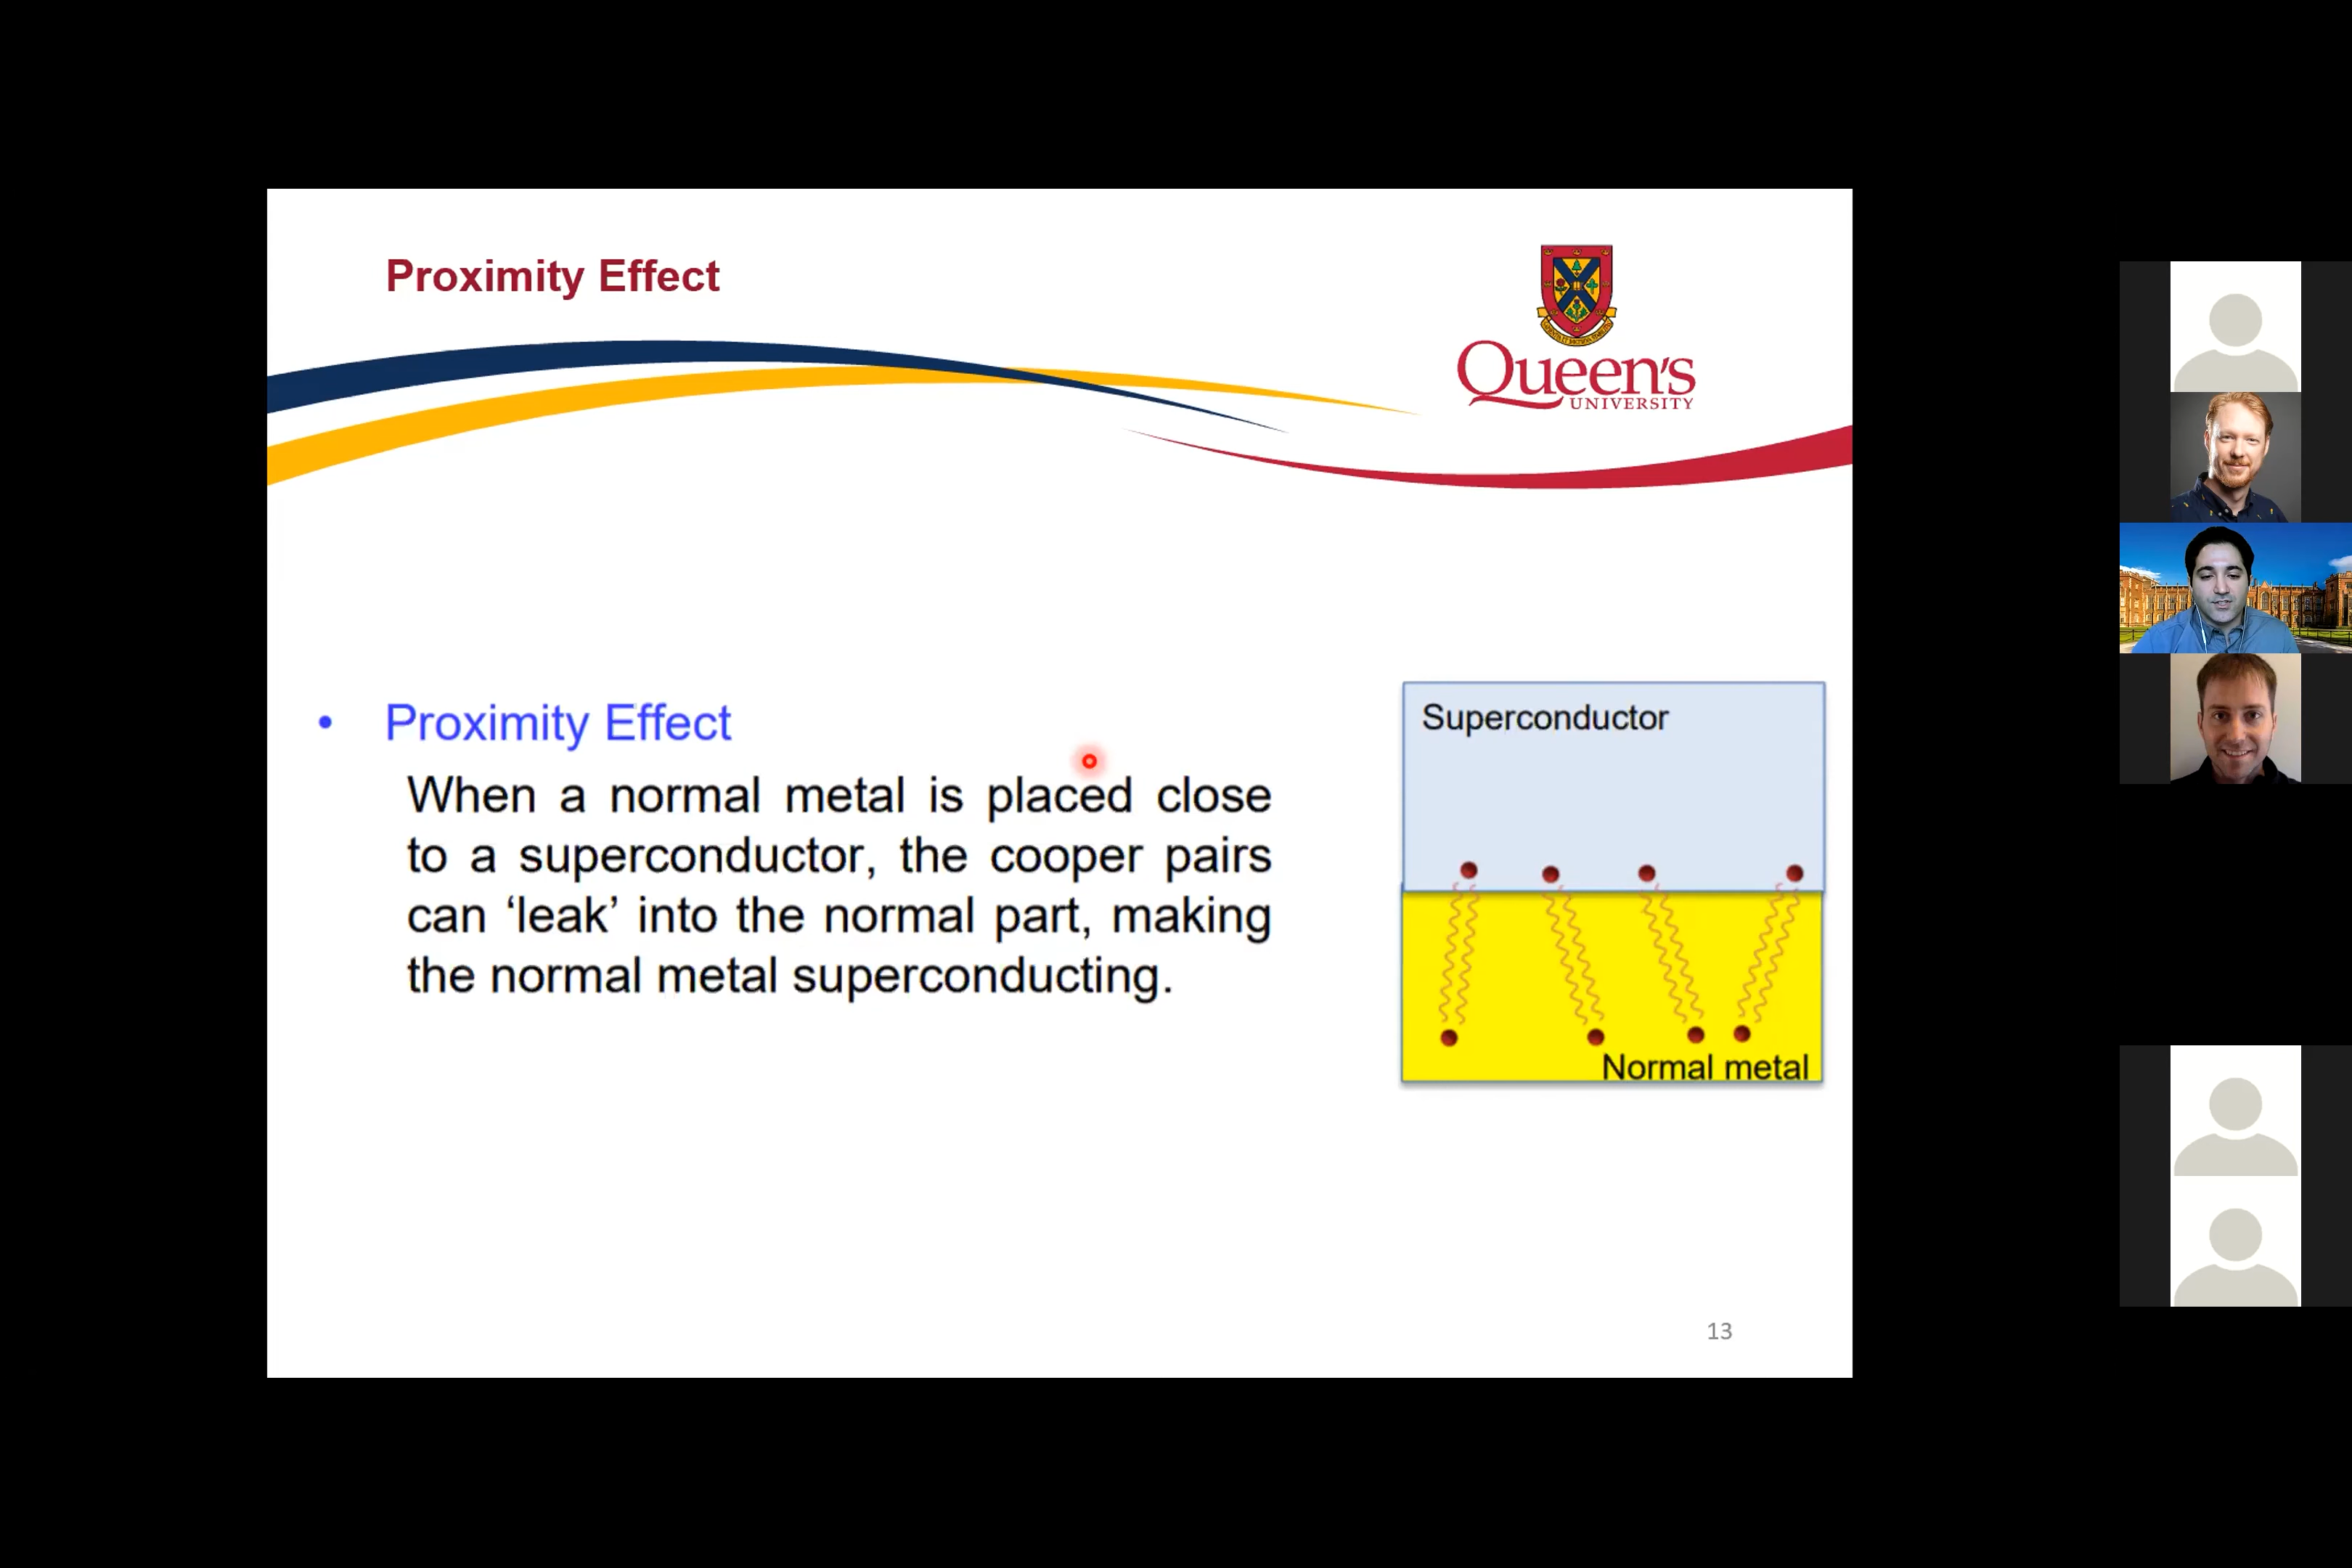 Proximity Effect
Queen's
UNIVERSITY
• Proximity Effect
When a normal metal is placed close
to a superconductor, the cooper pairs
can ‘leak’ into the normal part, making
the normal metal superconducting.
Superconductor
Normal metal
13